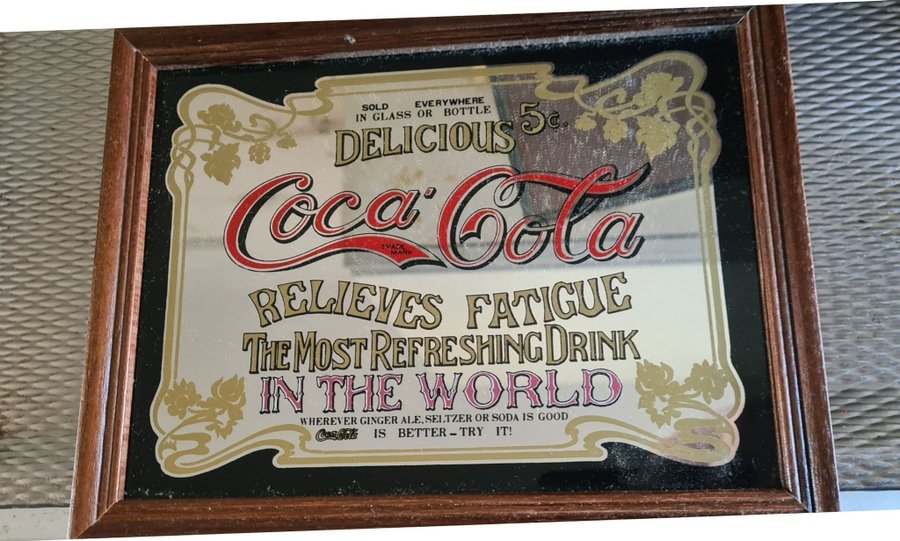 SOLD EVERYWHERE
IN GLASS OR BOTTLE
DELICIOUS 5¢.
Coca-Cola
TRADE MARK
RELIEVES FATIGUE
THE MOST REFRESHING DRINK
IN THE WORLD
WHEREVER GINGER ALE, SELTZER OR SODA IS GOOD
Coca-Cola IS BETTER - TRY IT!